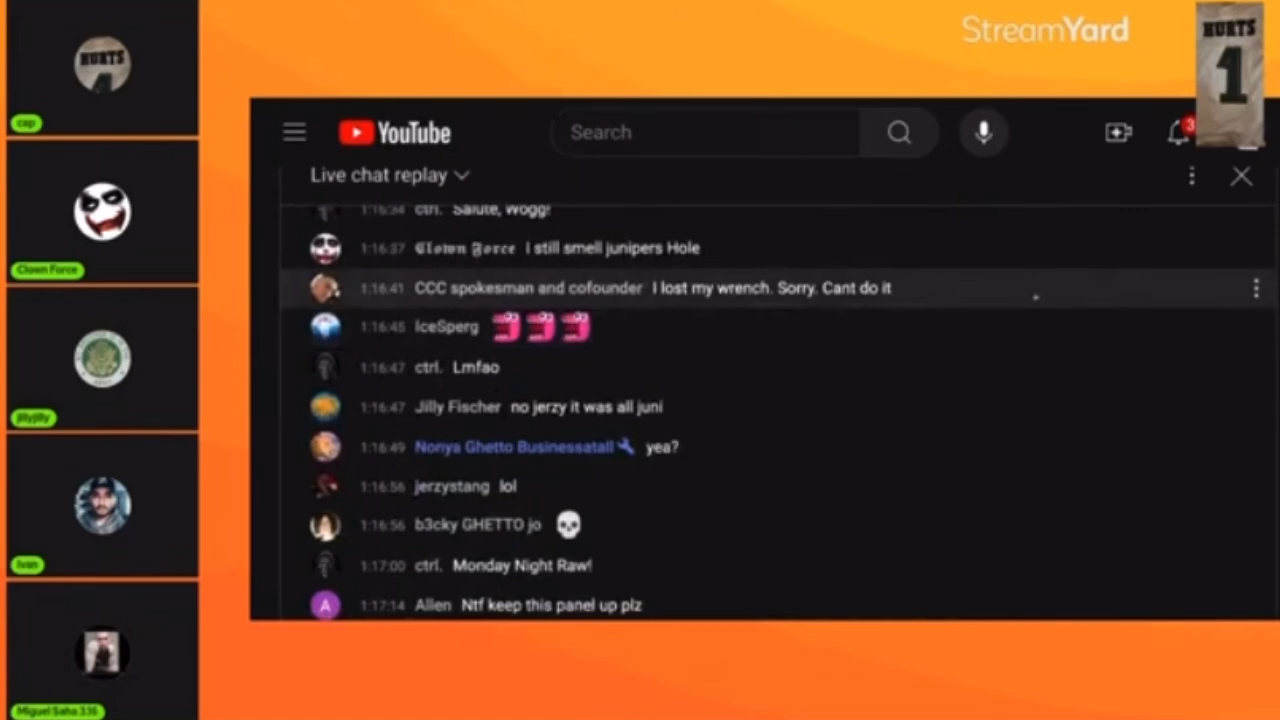 StreamYard
HURTS
1
HURTS
cap
Clown Force
jillyjilly
Ivan
Miguel Saho 3:16
YouTube
Search
3
Live chat replay
1:16:34 ctrl. Salute, Wogg!
1:16:37 𝕮𝖑𝖔𝖜𝖓 𝕱𝖔𝖗𝖈𝖊 I still smell junipers Hole
1:16:41 CCC spokesman and cofounder I lost my wrench. Sorry. Cant do it
1:16:45 IceSperg
1:16:47 ctrl. Lmfao
1:16:47 Jilly Fischer no jerzy it was all juni
1:16:49 Nonya Ghetto Businessatall yea?
1:16:56 jerzystang lol
1:16:56 b3cky GHETTO jo 💀
1:17:00 ctrl. Monday Night Raw!
A 1:17:14 Allen Ntf keep this panel up plz